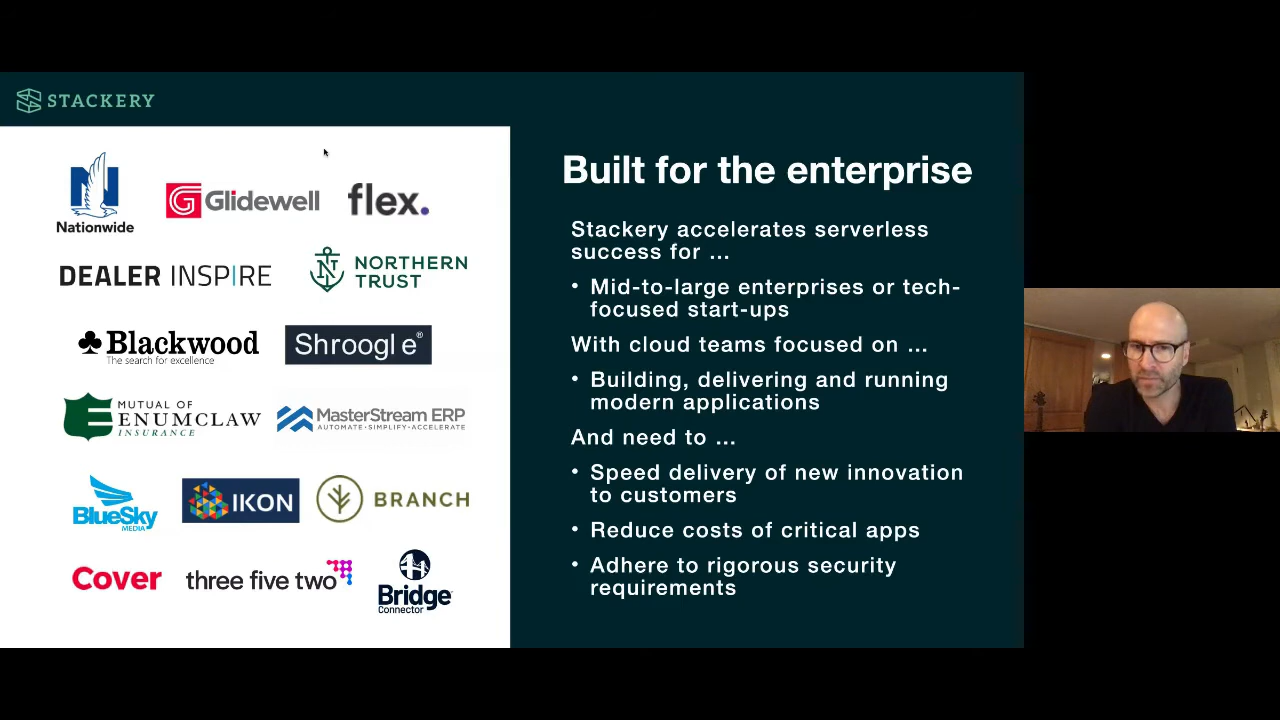 STACKERY
Nationwide
Glidewell
flex.
DEALER INSPIRE
NORTHERN
TRUST
Blackwood
The search for excellence
Shroogle®
MUTUAL OF
ENUMCLAW
INSURANCE
MasterStream ERP
AUTOMATE•SIMPLIFY•ACCELERATE
BlueSky
MEDIA
IKON
BRANCH
Cover
three five two
Bridge
Connector
Built for the enterprise
Stackery accelerates serverless
success for ...
• Mid-to-large enterprises or tech-
focused start-ups
With cloud teams focused on ...
• Building, delivering and running
modern applications
And need to ...
• Speed delivery of new innovation
to customers
• Reduce costs of critical apps
• Adhere to rigorous security
requirements